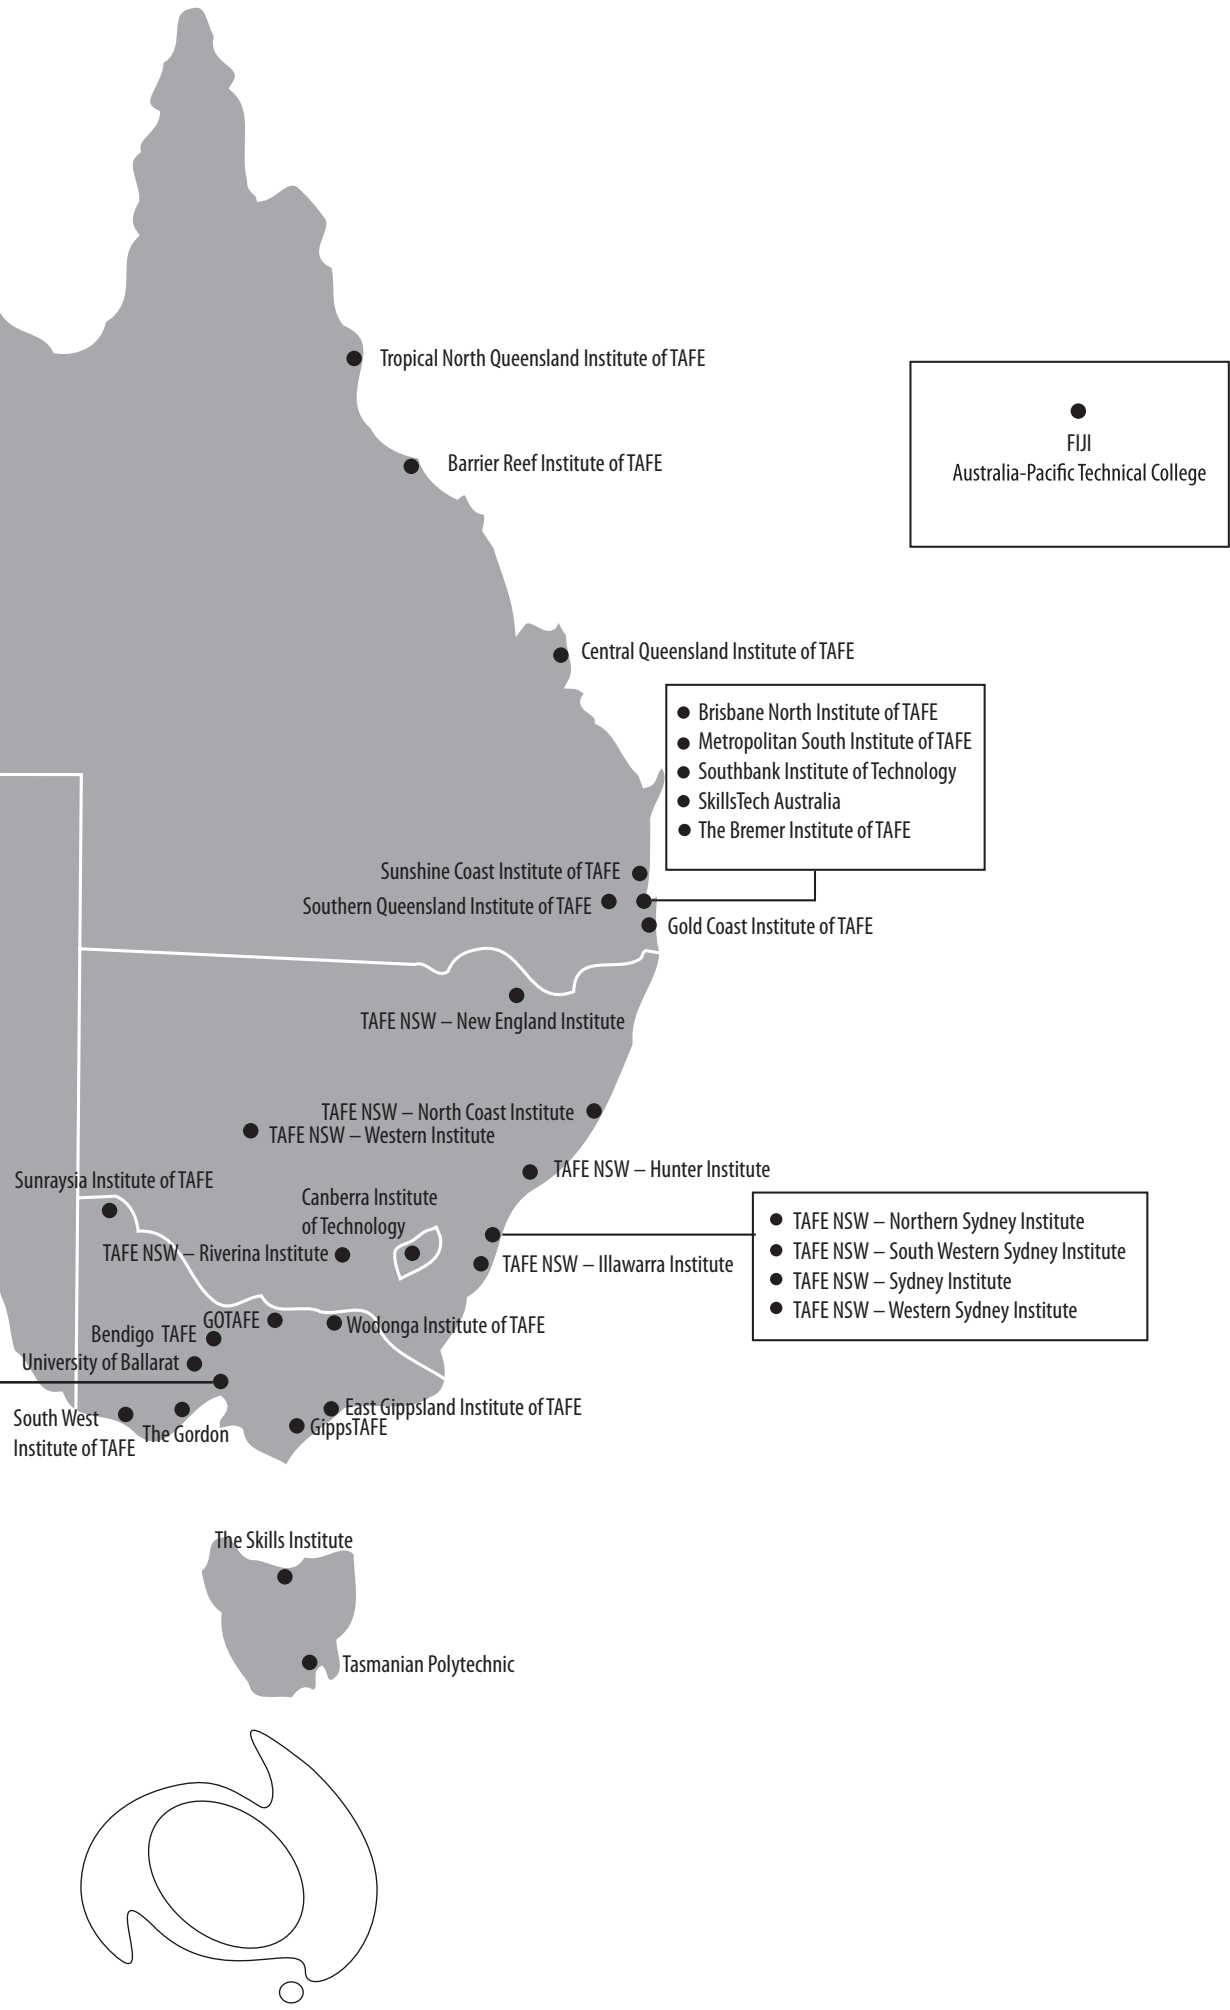 Tropical North Queensland Institute of TAFE
Barrier Reef Institute of TAFE
FIJI
Australia-Pacific Technical College
Central Queensland Institute of TAFE
Brisbane North Institute of TAFE
Metropolitan South Institute of TAFE
Southbank Institute of Technology
SkillsTech Australia
The Bremer Institute of TAFE
Sunshine Coast Institute of TAFE
Southern Queensland Institute of TAFE
Gold Coast Institute of TAFE
TAFE NSW – New England Institute
TAFE NSW – North Coast Institute
TAFE NSW – Western Institute
TAFE NSW – Hunter Institute
Sunraysia Institute of TAFE
Canberra Institute
of Technology
TAFE NSW – Riverina Institute
TAFE NSW – Illawarra Institute
TAFE NSW – Northern Sydney Institute
TAFE NSW – South Western Sydney Institute
TAFE NSW – Sydney Institute
TAFE NSW – Western Sydney Institute
GOTAFE
Wodonga Institute of TAFE
Bendigo TAFE
University of Ballarat
East Gippsland Institute of TAFE
GippsTAFE
South West
Institute of TAFE
The Gordon
The Skills Institute
Tasmanian Polytechnic